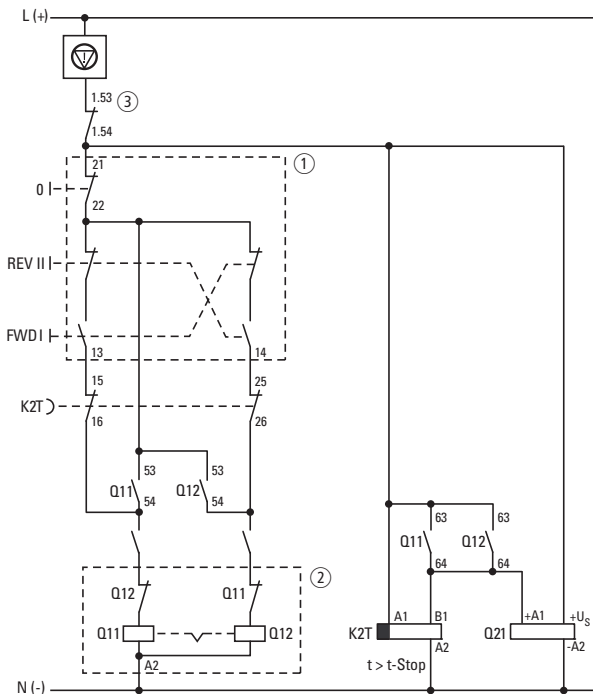 L (+)
!
1.53 ③
1.54
21 ①
0
22
REV II
FWD I
13 14
15 25
K2T
16 26
53 53
Q11 Q12
54 54
63 63
Q11 Q12
64 64
②
Q12 Q11
Q11 Q12
A2
A1 B1
K2T
A2
t > t-Stop
+A1 +Us
Q21
-A2
N (-)